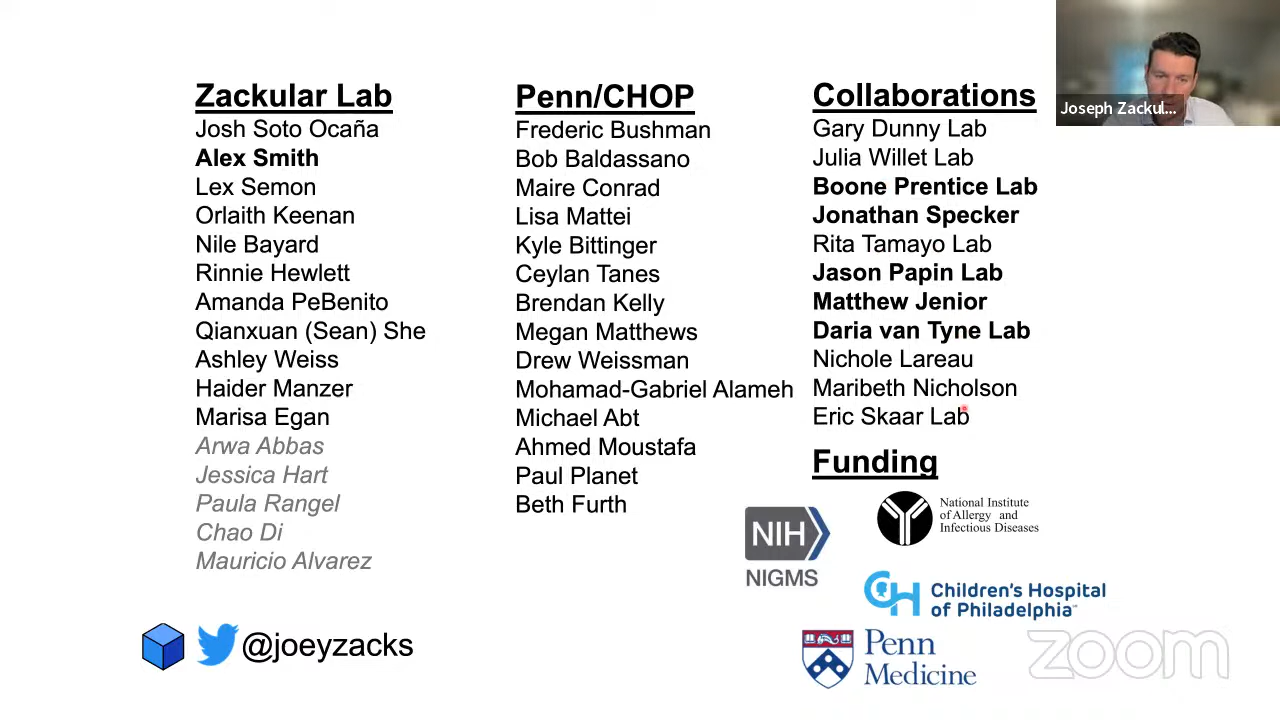 Zackular Lab
Josh Soto Ocaña
Alex Smith
Lex Semon
Orlaith Keenan
Nile Bayard
Rinnie Hewlett
Amanda PeBenito
Qianxuan (Sean) She
Ashley Weiss
Haider Manzer
Marisa Egan
Arwa Abbas
Jessica Hart
Paula Rangel
Chao Di
Mauricio Alvarez
@joeyzacks
Penn/CHOP
Frederic Bushman
Bob Baldassano
Maire Conrad
Lisa Mattei
Kyle Bittinger
Ceylan Tanes
Brendan Kelly
Megan Matthews
Drew Weissman
Mohamad-Gabriel Alameh
Michael Abt
Ahmed Moustafa
Paul Planet
Beth Furth
Collaborations
Gary Dunny Lab
Julia Willet Lab
Boone Prentice Lab
Jonathan Specker
Rita Tamayo Lab
Jason Papin Lab
Matthew Jenior
Daria van Tyne Lab
Nichole Lareau
Maribeth Nicholson
Eric Skaar Lab
Funding
NIH
NIGMS
National Institute
of Allergy and
Infectious Diseases
CH
Children's Hospital
of Philadelphia™
Penn
Medicine
Joseph Zackul...
zoom